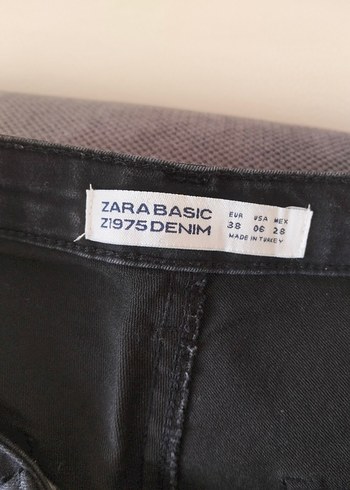 ZARA BASIC
Z1975 DENIM
EUR USA MEX
38 06 28
MADE IN TURKEY